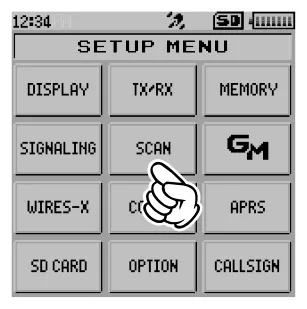 12:34 SD
SETUP MENU
DISPLAY TX/RX MEMORY
SIGNALING SCAN GM
WIRES-X APRS
SD CARD OPTION CALLSIGN